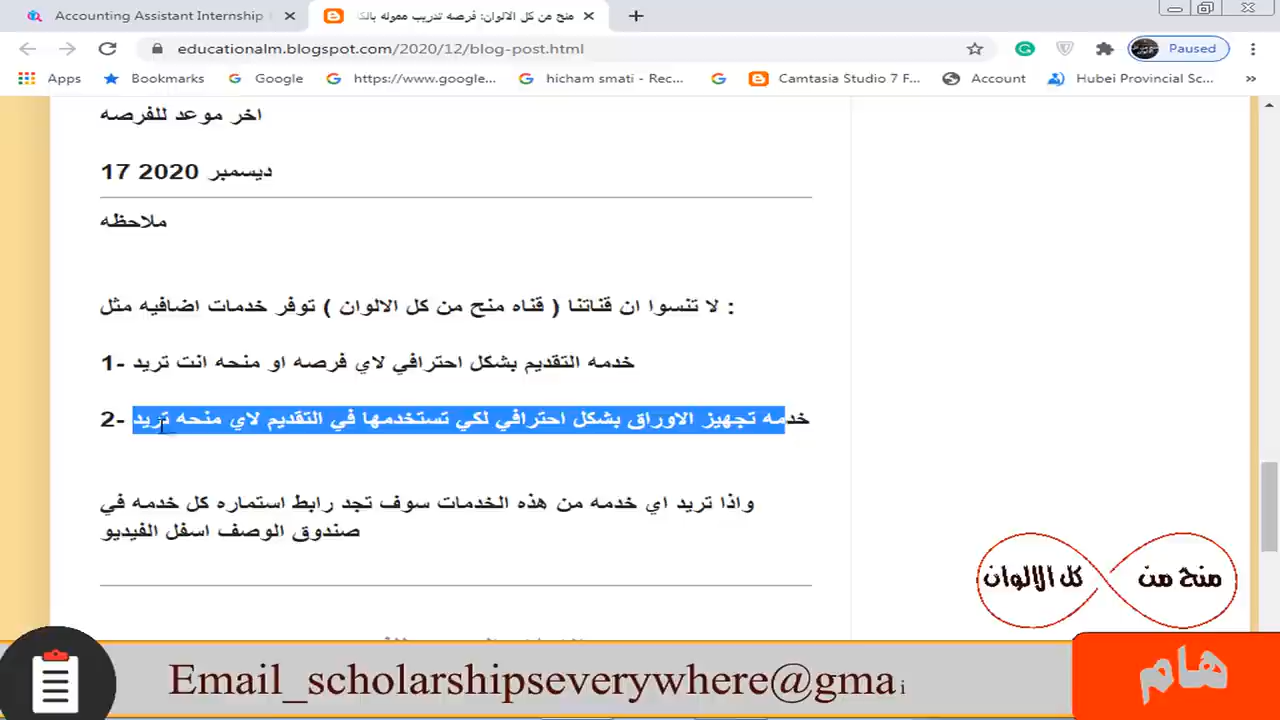 Accounting Assistant Internship
منح من كل الالوان: فرصه تدريب ممولة بالكا
educationalm.blogspot.com/2020/12/blog-post.html
Paused
Apps
Bookmarks
Google
https://www.google...
hicham smati - Rec...
Camtasia Studio 7 F...
Account
Hubei Provincial Sc...
»
اخر موعد للفرصه
17 ديسمبر 2020
ملاحظه
لا تنسوا ان قناتنا ( قناه منح من كل الالوان ) توفر خدمات اضافيه مثل :
1- خدمه التقديم بشكل احترافي لاي فرصه او منحه انت تريد
2- خدمه تجهيز الاوراق بشكل احترافي لكي تستخدمها في التقديم لاي منحه تريد
واذا تريد اي خدمه من هذه الخدمات سوف تجد رابط استماره كل خدمه في
صندوق الوصف اسفل الفيديو
منح من كل الالوان
Email_scholarshipseverywhere@gmai
هام